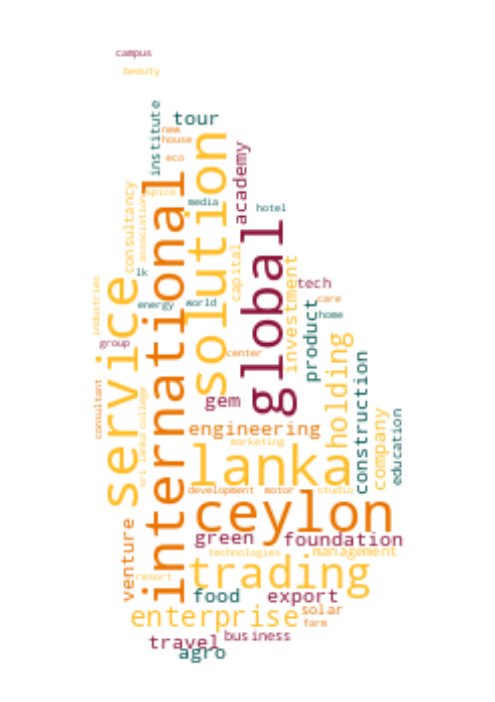 campus
beauty
institute
tour
new
house
eco
academy
solution
international
consultancy
association
spice
media
hotel
global
capital
lk
energy
world
investment
tech
care
home
product
industries
service
group
center
holding
construction
gem
consultant
sri lanka
college
engineering
marketing
company
education
lanka
development
motor
studio
ceylon
venture
green
foundation
technologies
management
resort
trading
food
export
enterprise
solar
farm
travel
business
agro